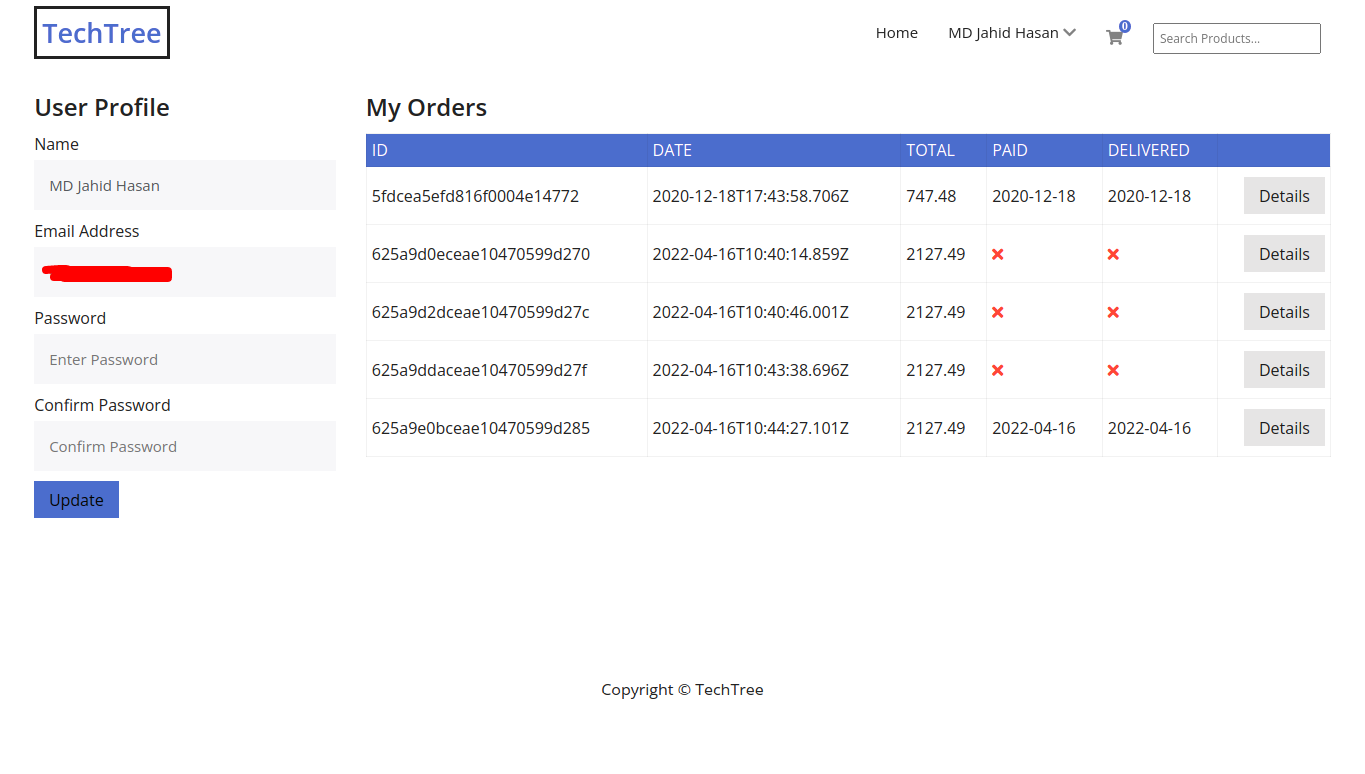 TechTree
Home MD Jahid Hasan 0 Search Products...
User Profile
Name
MD Jahid Hasan
Email Address
Password
Enter Password
Confirm Password
Confirm Password
Update
My Orders
ID DATE TOTAL PAID DELIVERED
5fdcea5efd816f0004e14772 2020-12-18T17:43:58.706Z 747.48 2020-12-18 2020-12-18 Details
625a9d0eceae10470599d270 2022-04-16T10:40:14.859Z 2127.49 Details
625a9d2dceae10470599d27c 2022-04-16T10:40:46.001Z 2127.49 Details
625a9ddaceae10470599d27f 2022-04-16T10:43:38.696Z 2127.49 Details
625a9e0bceae10470599d285 2022-04-16T10:44:27.101Z 2127.49 2022-04-16 2022-04-16 Details
Copyright © TechTree